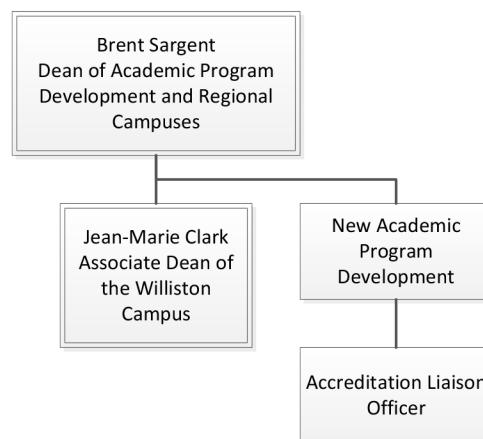 Brent Sargent
Dean of Academic Program
Development and Regional
Campuses
Jean-Marie Clark
Associate Dean of
the Williston
Campus
New Academic
Program
Development
Accreditation Liaison
Officer